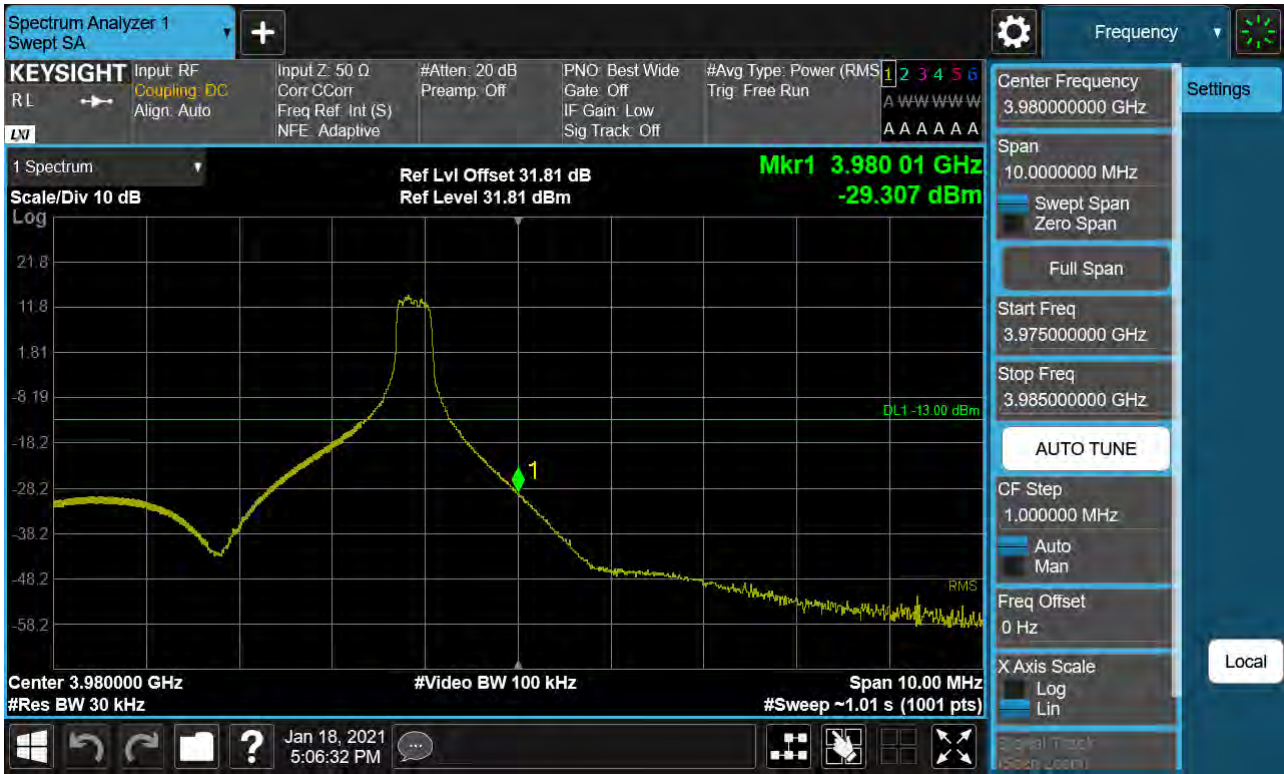 Spectrum Analyzer 1
Swept SA
Frequency
KEYSIGHT
RL
LXI
Input: RF
Coupling: DC
Align: Auto
Input Z: 50 Ω
Corr CCorr
Freq Ref: Int (S)
NFE: Adaptive
#Atten: 20 dB
Preamp: Off
PNO: Best Wide
Gate: Off
IF Gain: Low
Sig Track: Off
#Avg Type: Power (RMS
Trig: Free Run
1 2 3 4 5 6
A W W W W W
A A A A A A
1 Spectrum
Scale/Div 10 dB
Log
Ref Lvl Offset 31.81 dB
Ref Level 31.81 dBm
Mkr1 3.980 01 GHz
-29.307 dBm
21.8
11.8
1.81
-8.19
-18.2
-28.2
-38.2
-48.2
-58.2
DL1 -13.00 dBm
1
RMS
Center 3.980000 GHz
#Res BW 30 kHz
#Video BW 100 kHz
Span 10.00 MHz
#Sweep ~1.01 s (1001 pts)
Center Frequency
3.980000000 GHz
Settings
Span
10.0000000 MHz
Swept Span
Zero Span
Full Span
Start Freq
3.975000000 GHz
Stop Freq
3.985000000 GHz
AUTO TUNE
CF Step
1.000000 MHz
Auto
Man
Freq Offset
0 Hz
X Axis Scale
Log
Lin
Signal Track
(Span Zoom)
Local
?
Jan 18, 2021
5:06:32 PM